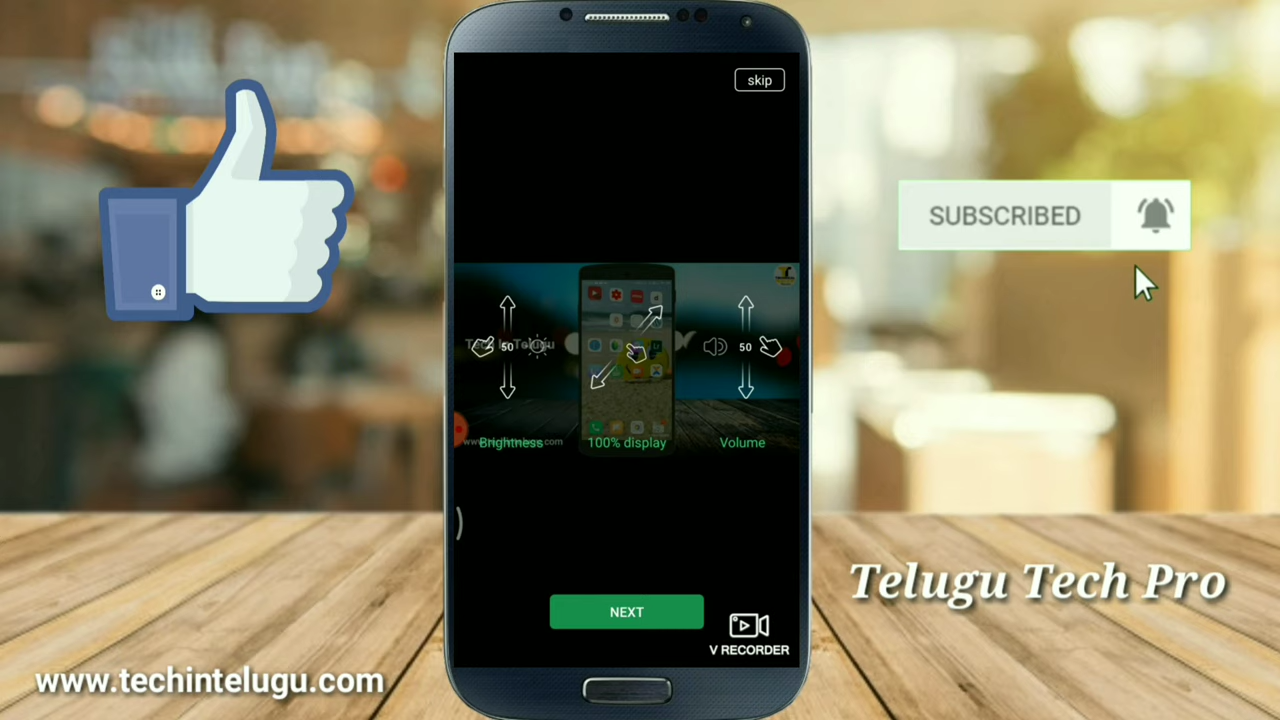 skip
SUBSCRIBED
50
50
Brightness
100% display
Volume
NEXT
V RECORDER
Telugu Tech Pro
www.techintelugu.com